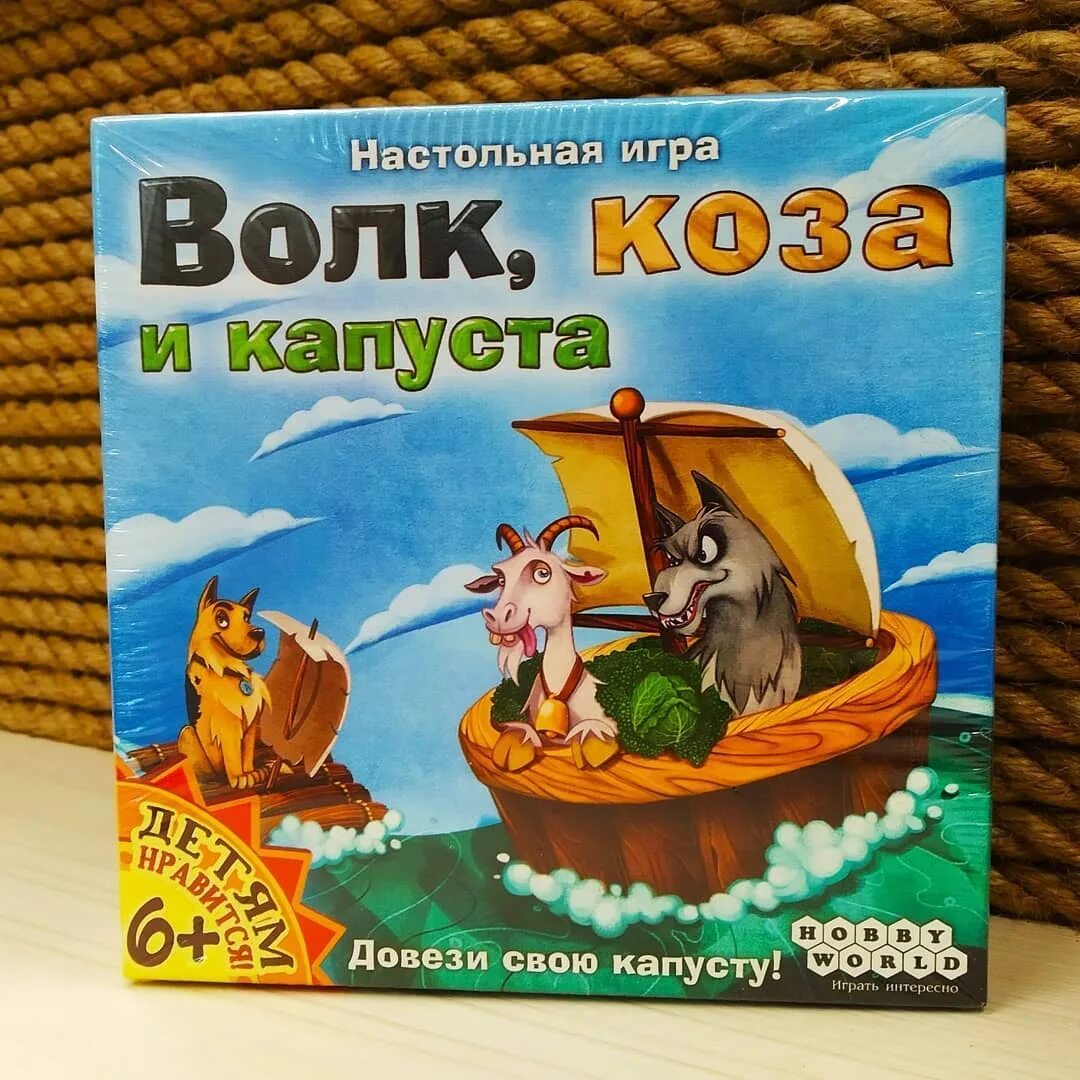 Настольная игра
Волк, коза
и капуста
ДЕТЯМ
НРАВИТСЯ!
6+
Довези свою капусту!
HOBBY
WORLD
Играть интересно